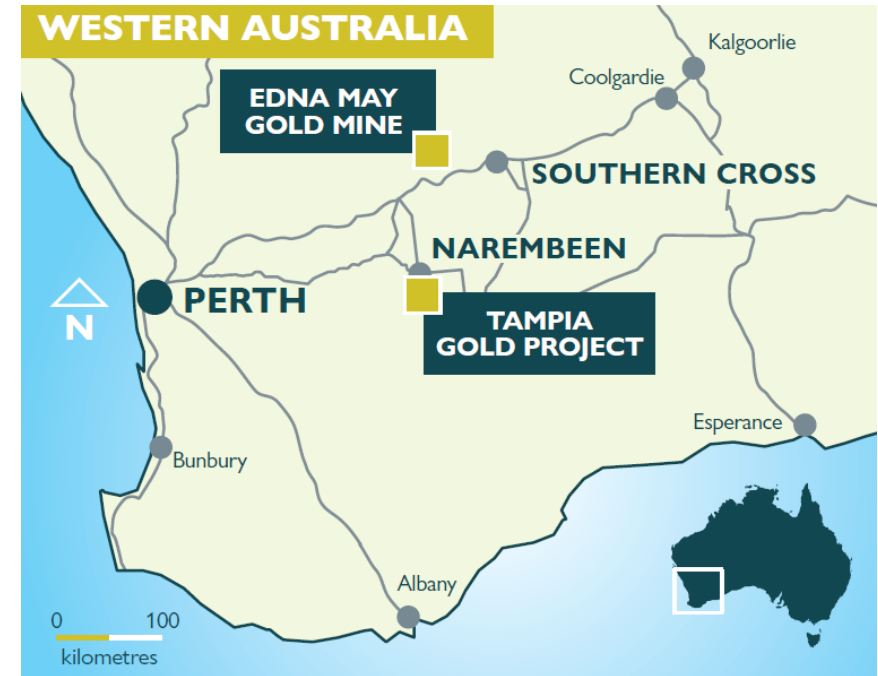 WESTERN AUSTRALIA
Kalgoorlie
Coolgardie
EDNA MAY
GOLD MINE
SOUTHERN CROSS
NAREMBEEN
PERTH
N
TAMPIA
GOLD PROJECT
Esperance
Bunbury
Albany
0 100
kilometres